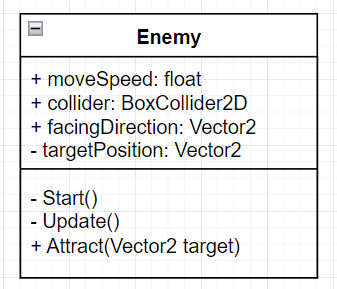 Enemy
+ moveSpeed: float
+ collider: BoxCollider2D
+ facingDirection: Vector2
- targetPosition: Vector2
- Start()
- Update()
+ Attract(Vector2 target)